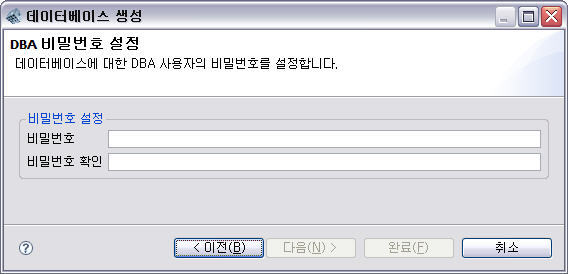 데이터베이스 생성
DBA 비밀번호 설정
데이터베이스에 대한 DBA 사용자의 비밀번호를 설정합니다.
비밀번호 설정
비밀번호
비밀번호 확인
< 이전(B) 다음(N) > 완료(F) 취소